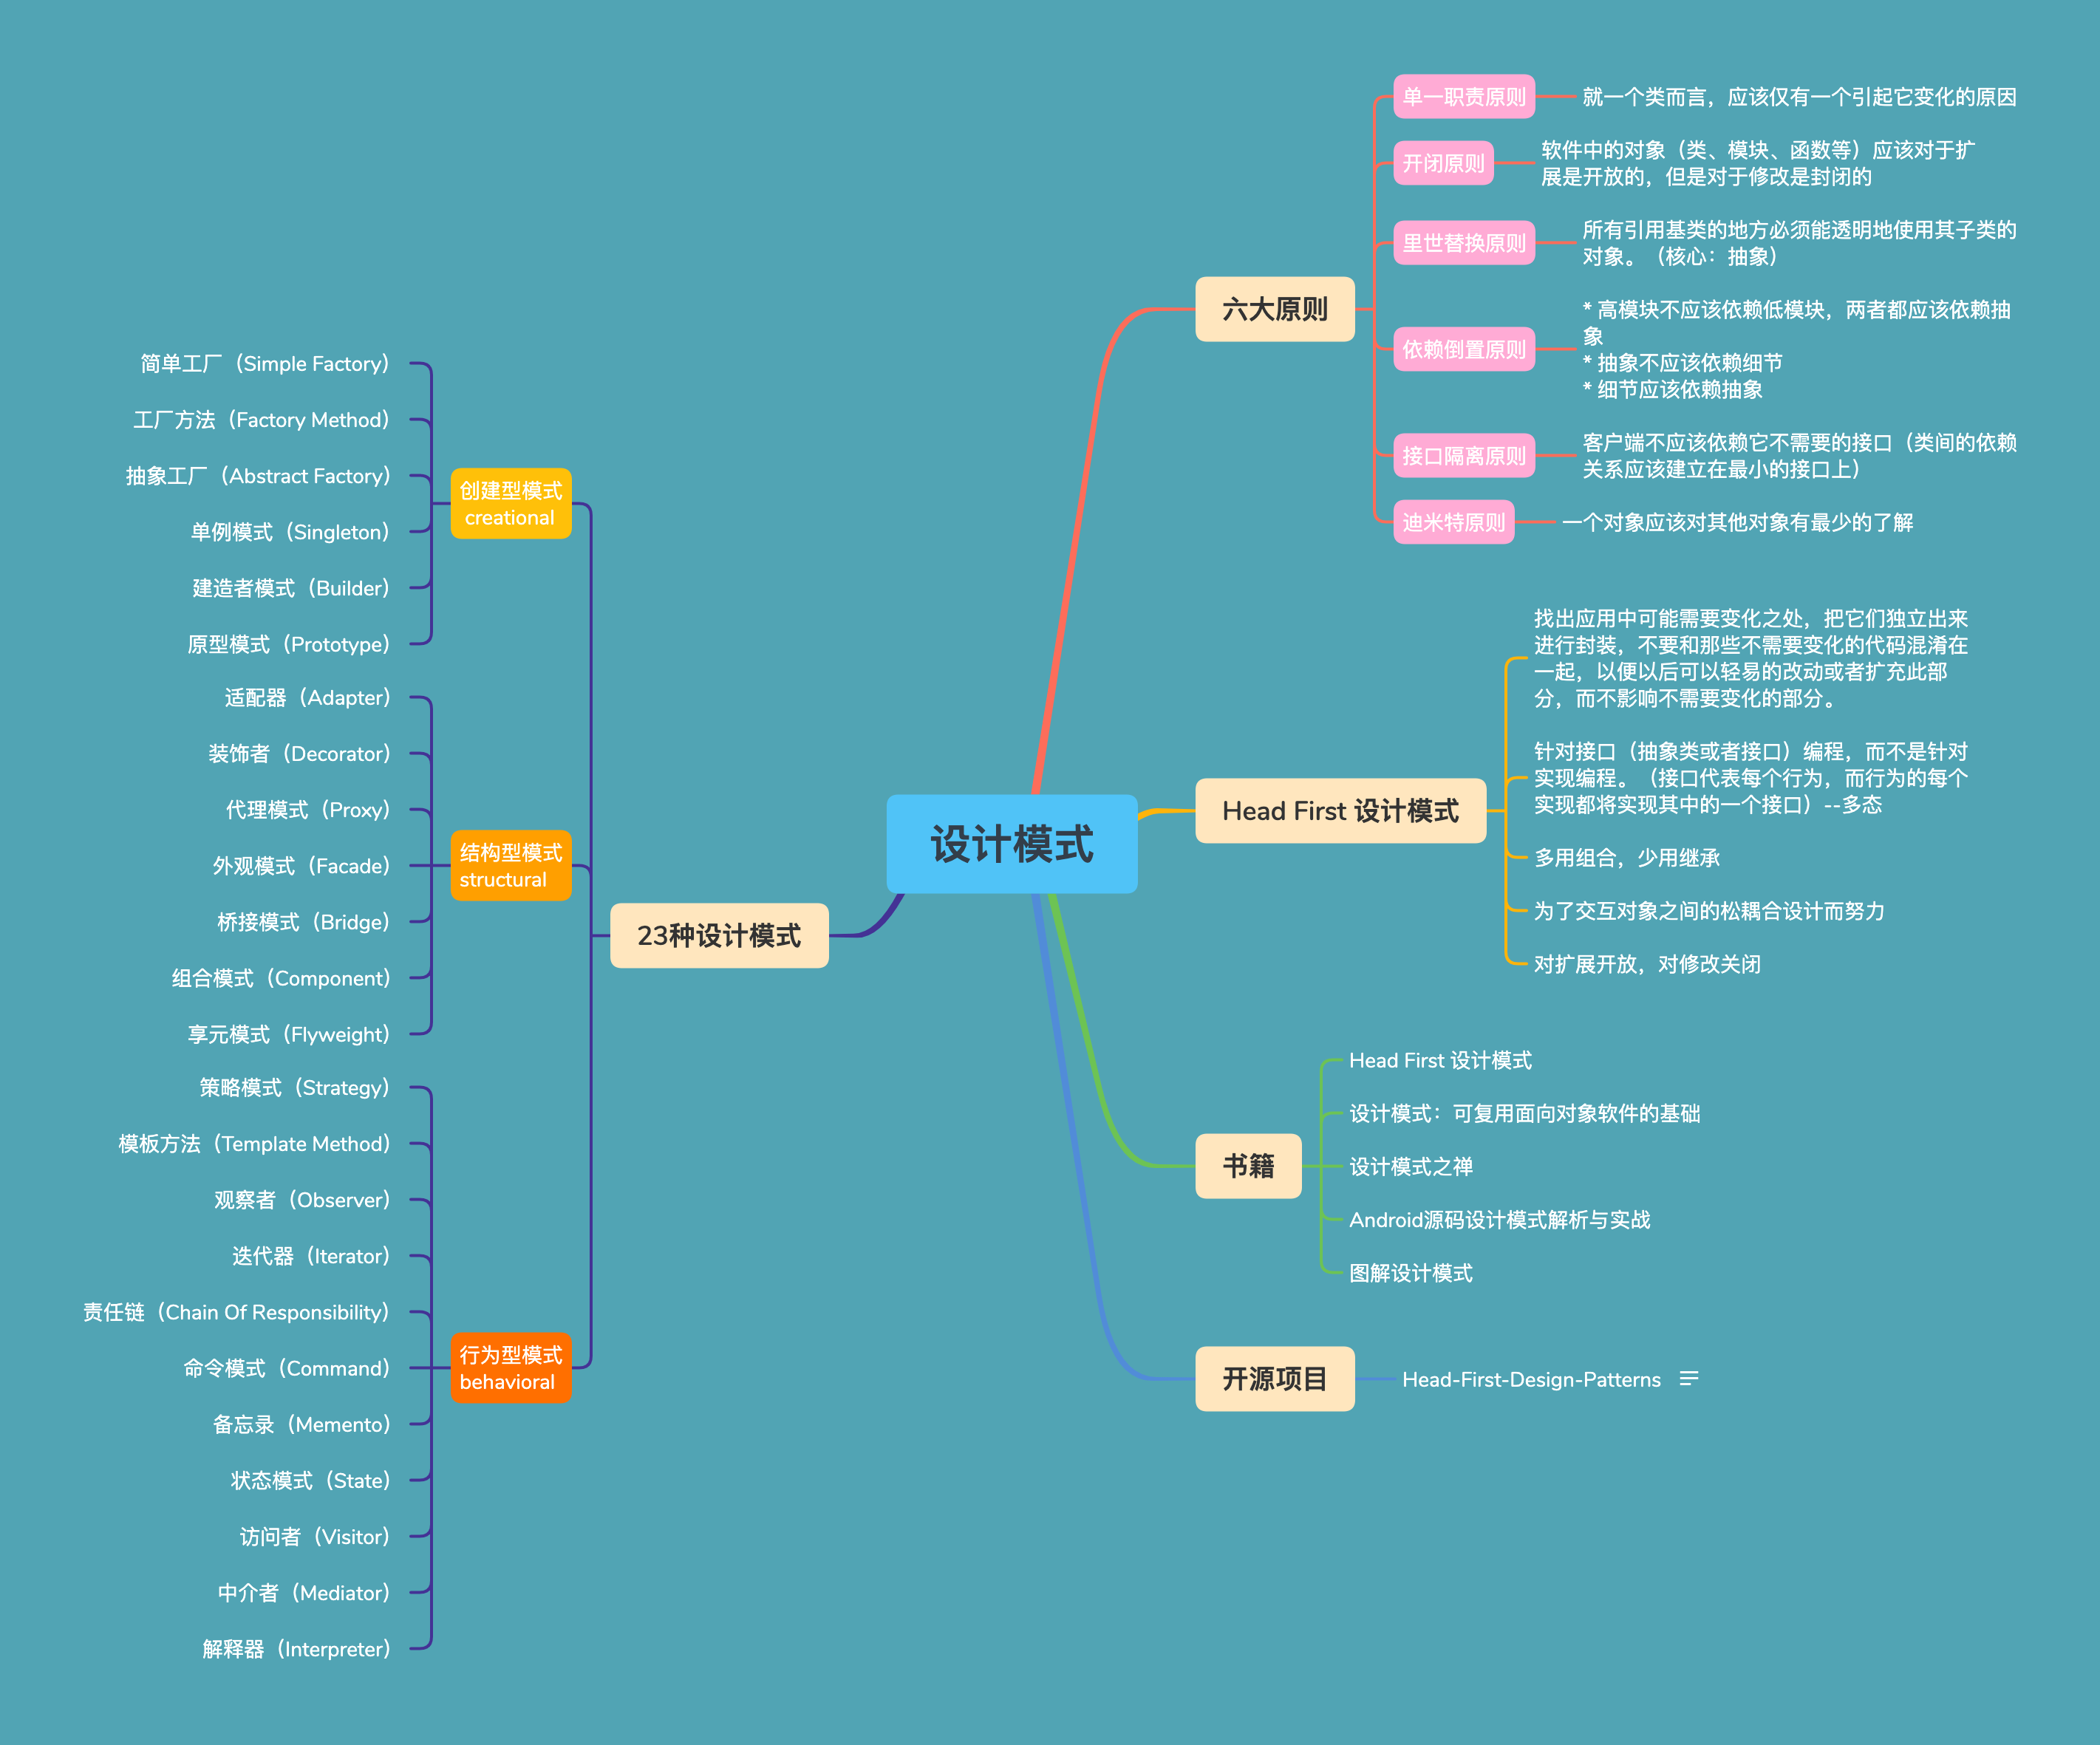 设计模式
六大原则
单一职责原则
就一个类而言，应该仅有一个引起它变化的原因
开闭原则
软件中的对象（类、模块、函数等）应该对于扩
展是开放的，但是对于修改是封闭的
里世替换原则
所有引用基类的地方必须能透明地使用其子类的
对象。（核心：抽象）
依赖倒置原则
* 高模块不应该依赖低模块，两者都应该依赖抽
象
* 抽象不应该依赖细节
* 细节应该依赖抽象
接口隔离原则
客户端不应该依赖它不需要的接口（类间的依赖
关系应该建立在最小的接口上）
迪米特原则
一个对象应该对其他对象有最少的了解
Head First 设计模式
找出应用中可能需要变化之处，把它们独立出来
进行封装，不要和那些不需要变化的代码混淆在
一起，以便以后可以轻易的改动或者扩充此部
分，而不影响不需要变化的部分。
针对接口（抽象类或者接口）编程，而不是针对
实现编程。（接口代表每个行为，而行为的每个
实现都将实现其中的一个接口）--多态
多用组合，少用继承
为了交互对象之间的松耦合设计而努力
对扩展开放，对修改关闭
书籍
Head First 设计模式
设计模式：可复用面向对象软件的基础
设计模式之禅
Android源码设计模式解析与实战
图解设计模式
开源项目
Head-First-Design-Patterns
23种设计模式
创建型模式
creational
简单工厂（Simple Factory）
工厂方法（Factory Method）
抽象工厂（Abstract Factory）
单例模式（Singleton）
建造者模式（Builder）
原型模式（Prototype）
结构型模式
structural
适配器（Adapter）
装饰者（Decorator）
代理模式（Proxy）
外观模式（Facade）
桥接模式（Bridge）
组合模式（Component）
享元模式（Flyweight）
行为型模式
behavioral
策略模式（Strategy）
模板方法（Template Method）
观察者（Observer）
迭代器（Iterator）
责任链（Chain Of Responsibility）
命令模式（Command）
备忘录（Memento）
状态模式（State）
访问者（Visitor）
中介者（Mediator）
解释器（Interpreter）